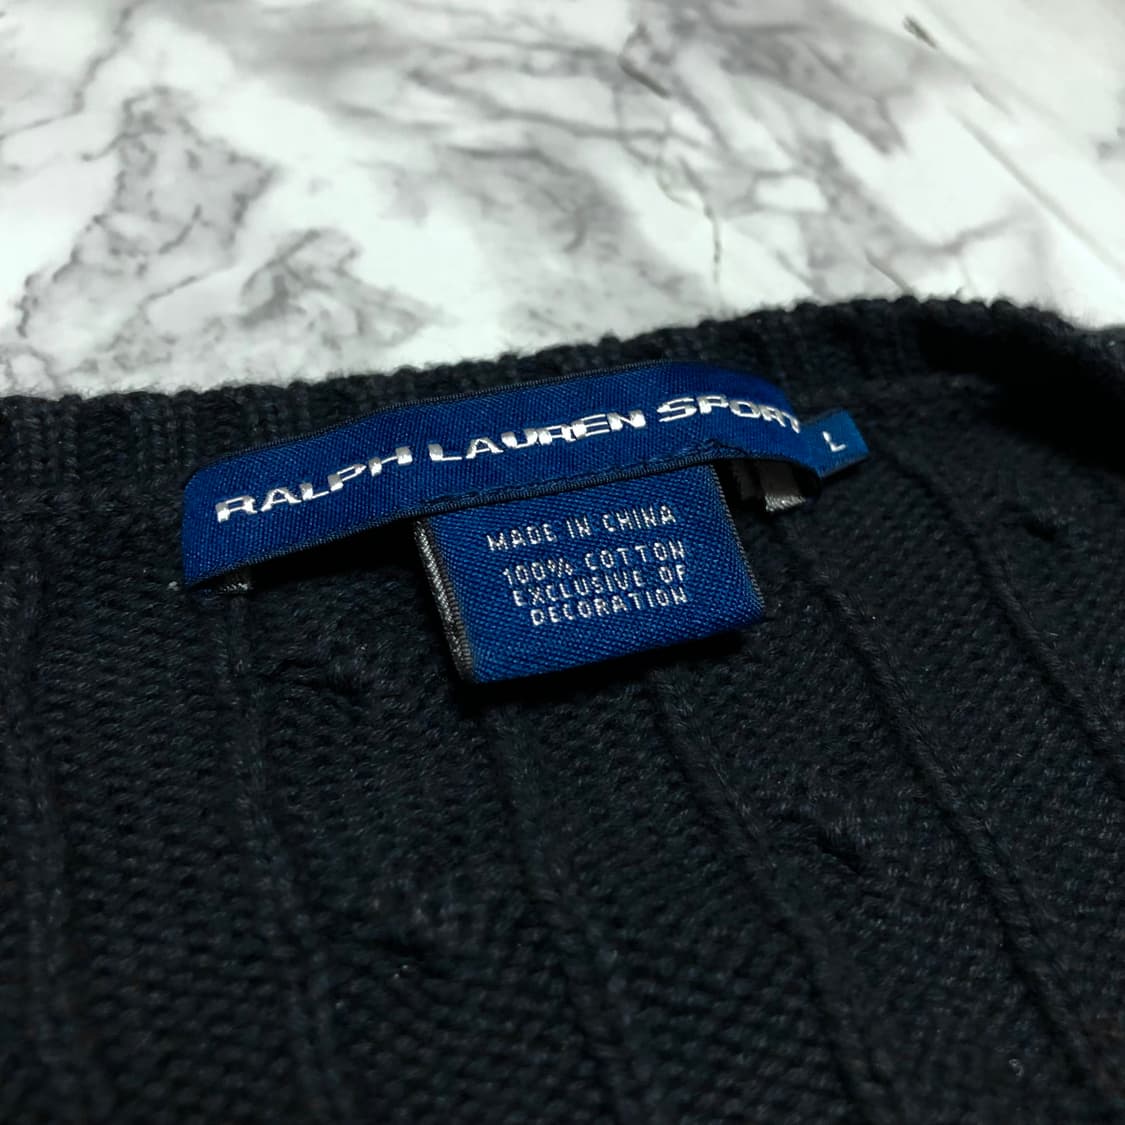 RALPH LAUREN SPORT
L
MADE IN CHINA
100% COTTON
EXCLUSIVE OF
DECORATION